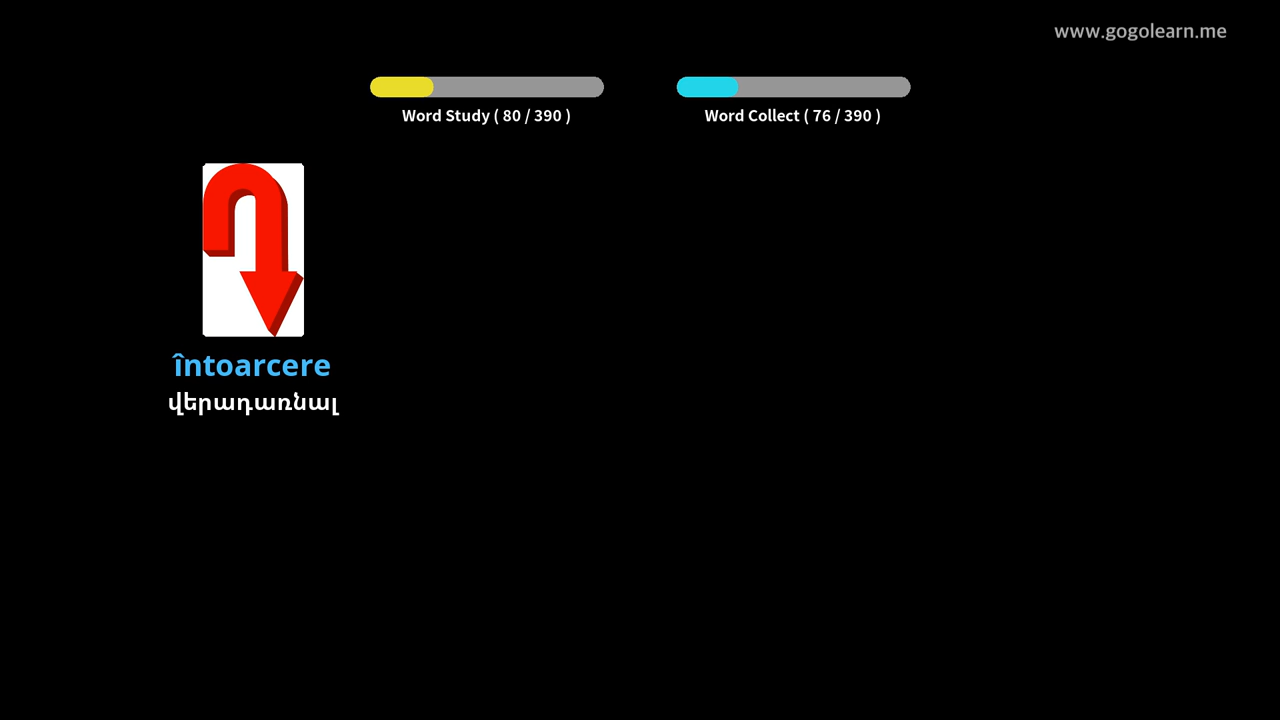 www.gogolearn.me
Word Study ( 80 / 390 )
Word Collect ( 76 / 390 )
întoarcere
վերադառնալ